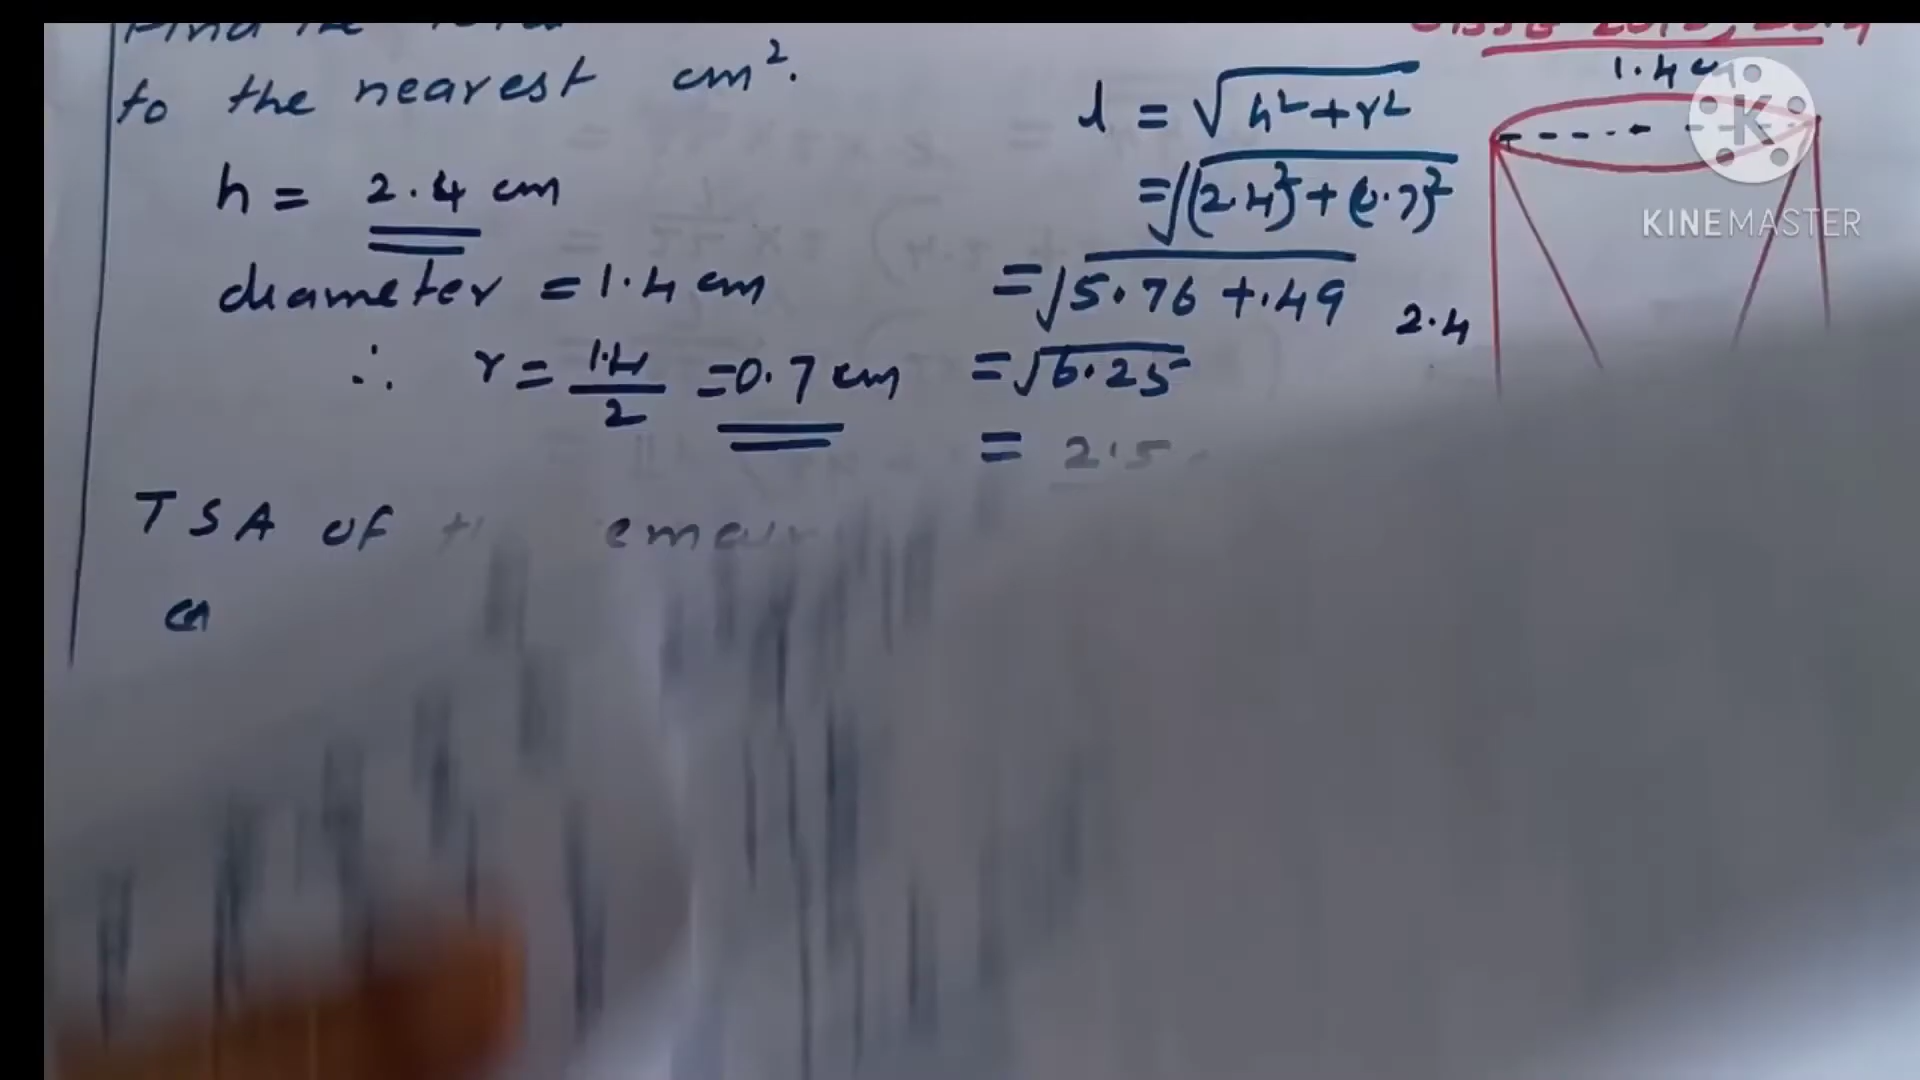 to the nearest cm².
h = 2.4 cm
diameter = 1.4 cm
∴ r = 1.4/2 = 0.7 cm
TSA of
l = √h²+r²
= √(2.4)²+(0.7)²
= √5.76 + .49
= √6.25
= 2.5
1.4 cm
2.4
K
KINEMASTER